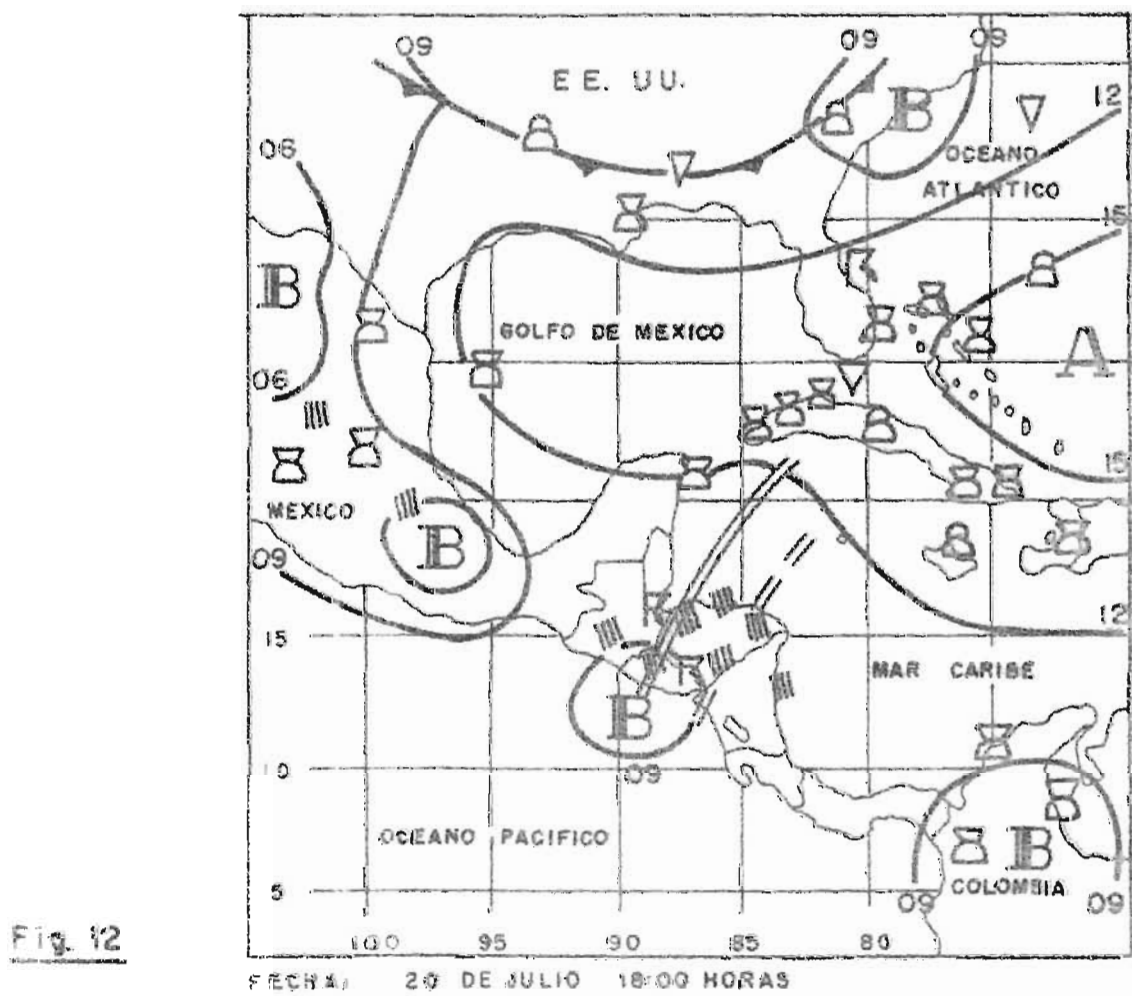 09
09
09
EE. UU.
B
12
OCEANO
ATLANTICO
06
15
B
GOLFO DE MEXICO
A
06
15
MEXICO
B
09
12
15
MAR CARIBE
B
10
09
OCEANO PACIFICO
B
COLOMBIA
5
09
09
Fig. 12
100
95
90
85
80
FECHA: 20 DE JULIO 18:00 HORAS